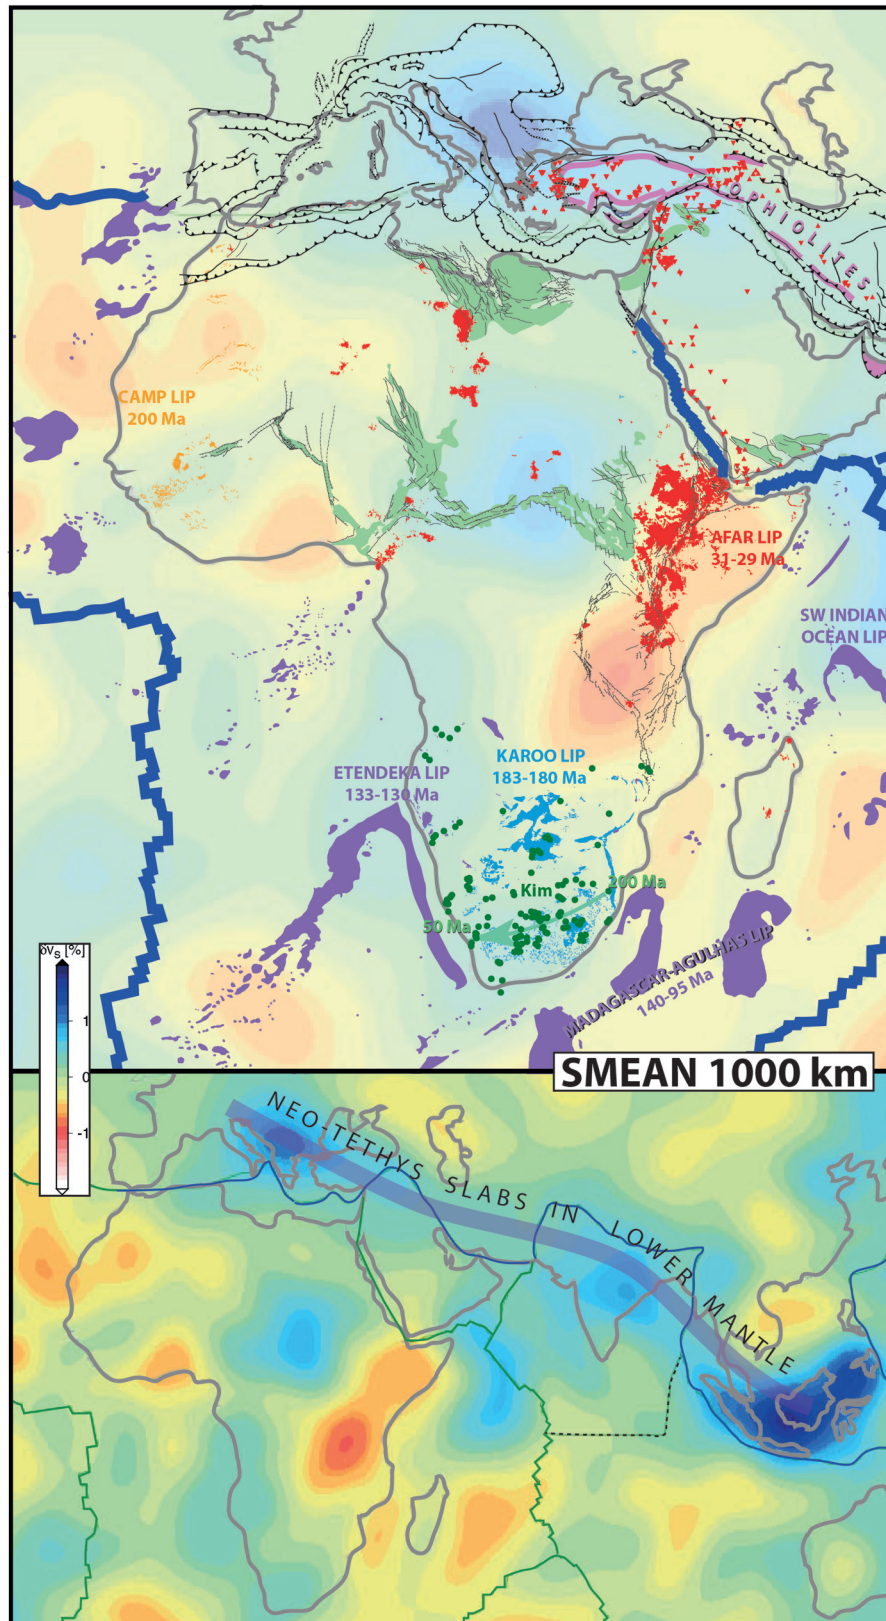 OPHIOLITES
CAMP LIP
200 Ma
AFAR LIP
31-29 Ma
SW INDIAN
OCEAN LIP
KAROO LIP
183-180 Ma
ETENDEKA LIP
133-130 Ma
Kim
200 Ma
50 Ma
MADAGASCAR-AGULHAS LIP
140-95 Ma
δvs [%]
1
0
-1
SMEAN 1000 km
NEO-TETHYS SLABS IN LOWER MANTLE